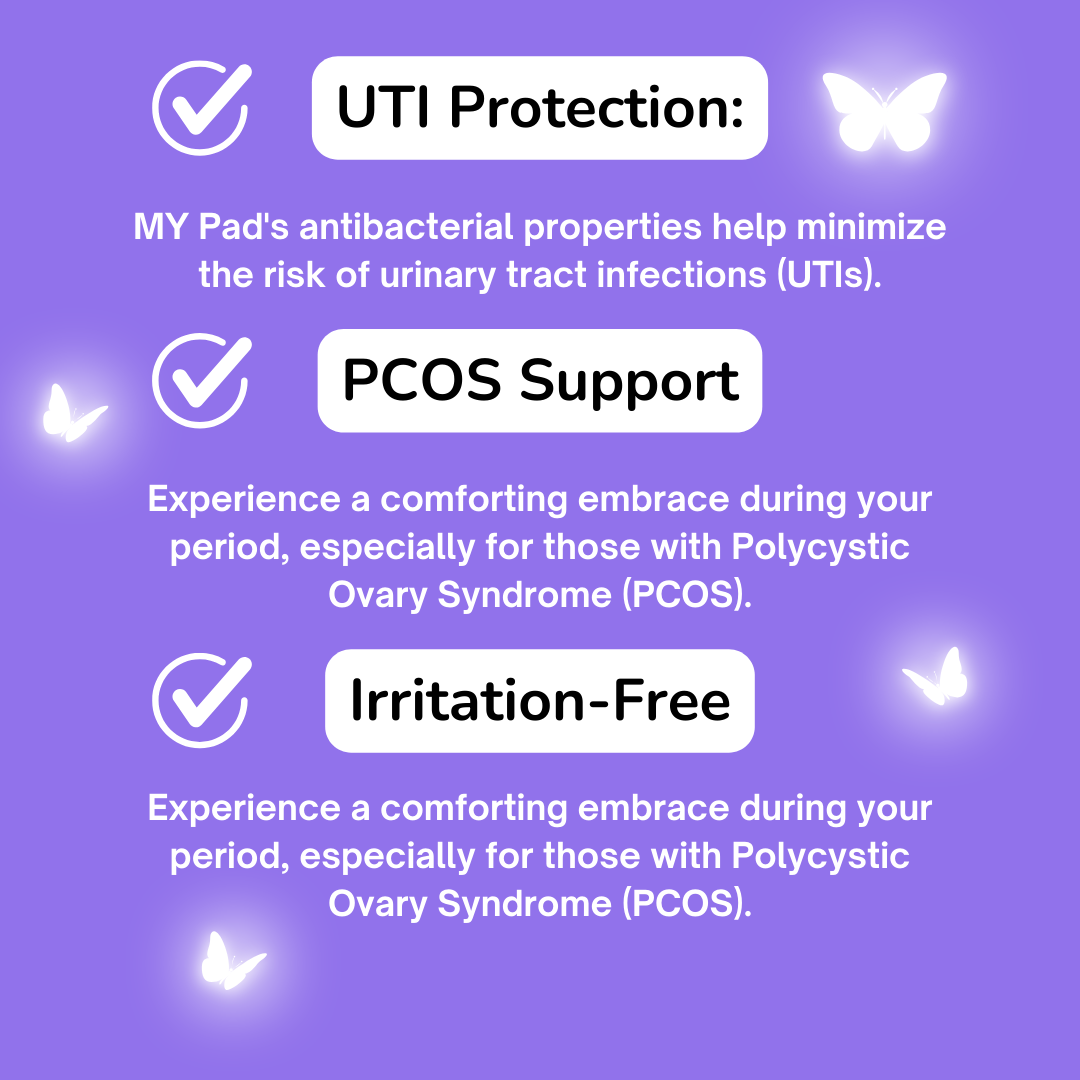 UTI Protection:
MY Pad's antibacterial properties help minimize
the risk of urinary tract infections (UTIs).
PCOS Support
Experience a comforting embrace during your
period, especially for those with Polycystic
Ovary Syndrome (PCOS).
Irritation-Free
Experience a comforting embrace during your
period, especially for those with Polycystic
Ovary Syndrome (PCOS).